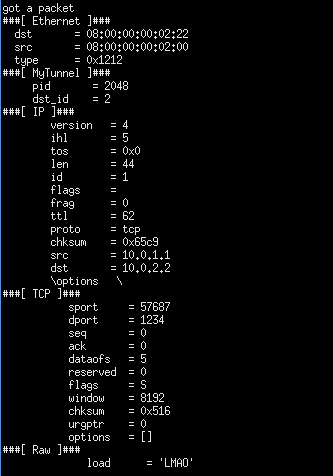 got a packet
###[ Ethernet ]###
  dst       = 08:00:00:00:02:22
  src       = 08:00:00:00:02:00
  type      = 0x1212
###[ MyTunnel ]###
     pid       = 2048
     dst_id    = 2
###[ IP ]###
        version   = 4
        ihl       = 5
        tos       = 0x0
        len       = 44
        id        = 1
        flags     =
        frag      = 0
        ttl       = 62
        proto     = tcp
        chksum    = 0x65c9
        src       = 10.0.1.1
        dst       = 10.0.2.2
        \options   \
###[ TCP ]###
           sport     = 57687
           dport     = 1234
           seq       = 0
           ack       = 0
           dataofs   = 5
           reserved  = 0
           flags     = S
           window    = 8192
           chksum    = 0x516
           urgptr    = 0
           options   = []
###[ Raw ]###
              load      = 'LMAO'